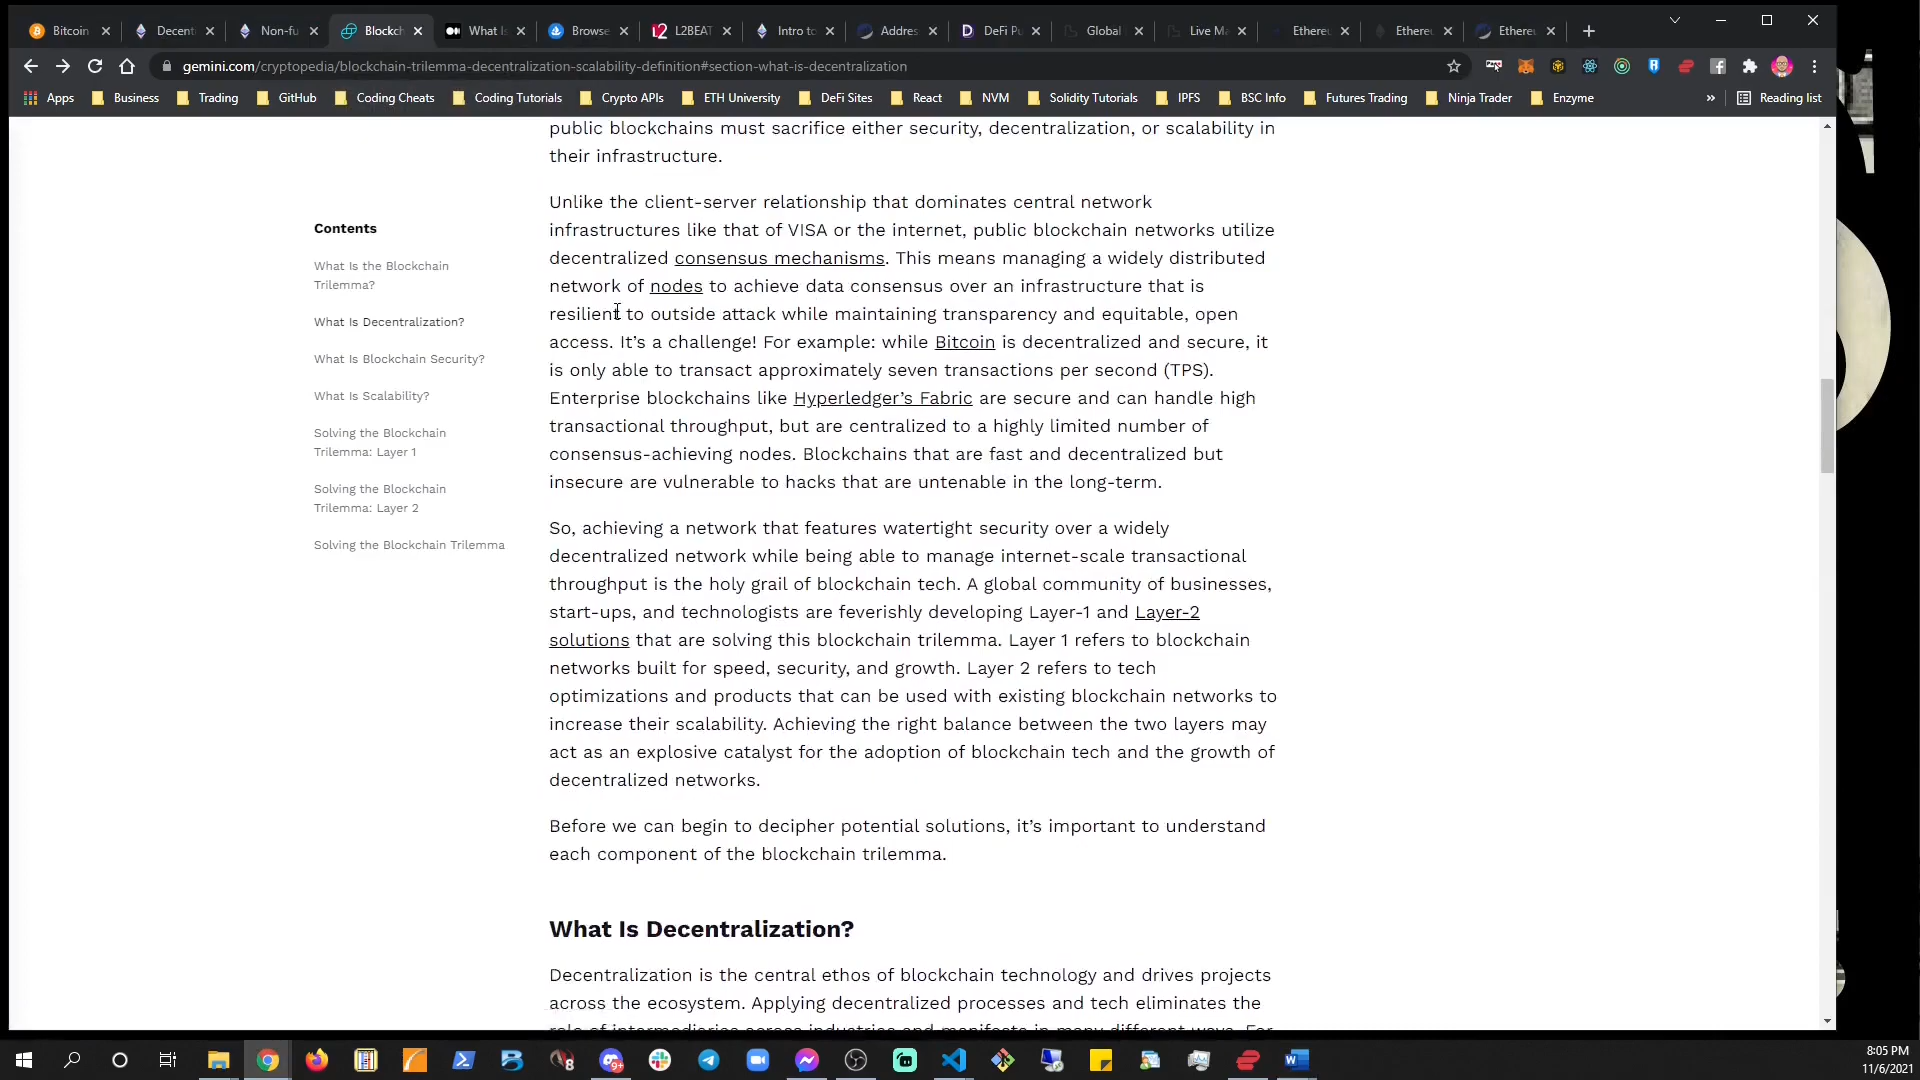 Bitcoin
Decent
Non-fu
Blockch
What Is
Browse
L2BEAT
Intro to
Addres
DeFi Pu
Global
Live Ma
Ethereu
Ethereu
Ethereu
gemini.com/cryptopedia/blockchain-trilemma-decentralization-scalability-definition#section-what-is-decentralization
Apps
Business
Trading
GitHub
Coding Cheats
Coding Tutorials
Crypto APIs
ETH University
DeFi Sites
React
NVM
Solidity Tutorials
IPFS
BSC Info
Futures Trading
Ninja Trader
Enzyme
»
Reading list
Contents
What Is the Blockchain
Trilemma?
What Is Decentralization?
What Is Blockchain Security?
What Is Scalability?
Solving the Blockchain
Trilemma: Layer 1
Solving the Blockchain
Trilemma: Layer 2
Solving the Blockchain Trilemma
public blockchains must sacrifice either security, decentralization, or scalability in
their infrastructure.
Unlike the client-server relationship that dominates central network
infrastructures like that of VISA or the internet, public blockchain networks utilize
decentralized consensus mechanisms. This means managing a widely distributed
network of nodes to achieve data consensus over an infrastructure that is
resilient to outside attack while maintaining transparency and equitable, open
access. It’s a challenge! For example: while Bitcoin is decentralized and secure, it
is only able to transact approximately seven transactions per second (TPS).
Enterprise blockchains like Hyperledger’s Fabric are secure and can handle high
transactional throughput, but are centralized to a highly limited number of
consensus-achieving nodes. Blockchains that are fast and decentralized but
insecure are vulnerable to hacks that are untenable in the long-term.
So, achieving a network that features watertight security over a widely
decentralized network while being able to manage internet-scale transactional
throughput is the holy grail of blockchain tech. A global community of businesses,
start-ups, and technologists are feverishly developing Layer-1 and Layer-2
solutions that are solving this blockchain trilemma. Layer 1 refers to blockchain
networks built for speed, security, and growth. Layer 2 refers to tech
optimizations and products that can be used with existing blockchain networks to
increase their scalability. Achieving the right balance between the two layers may
act as an explosive catalyst for the adoption of blockchain tech and the growth of
decentralized networks.
Before we can begin to decipher potential solutions, it’s important to understand
each component of the blockchain trilemma.
What Is Decentralization?
Decentralization is the central ethos of blockchain technology and drives projects
across the ecosystem. Applying decentralized processes and tech eliminates the
role of intermediaries across industries and manifests in many different ways. For
8:05 PM
11/6/2021